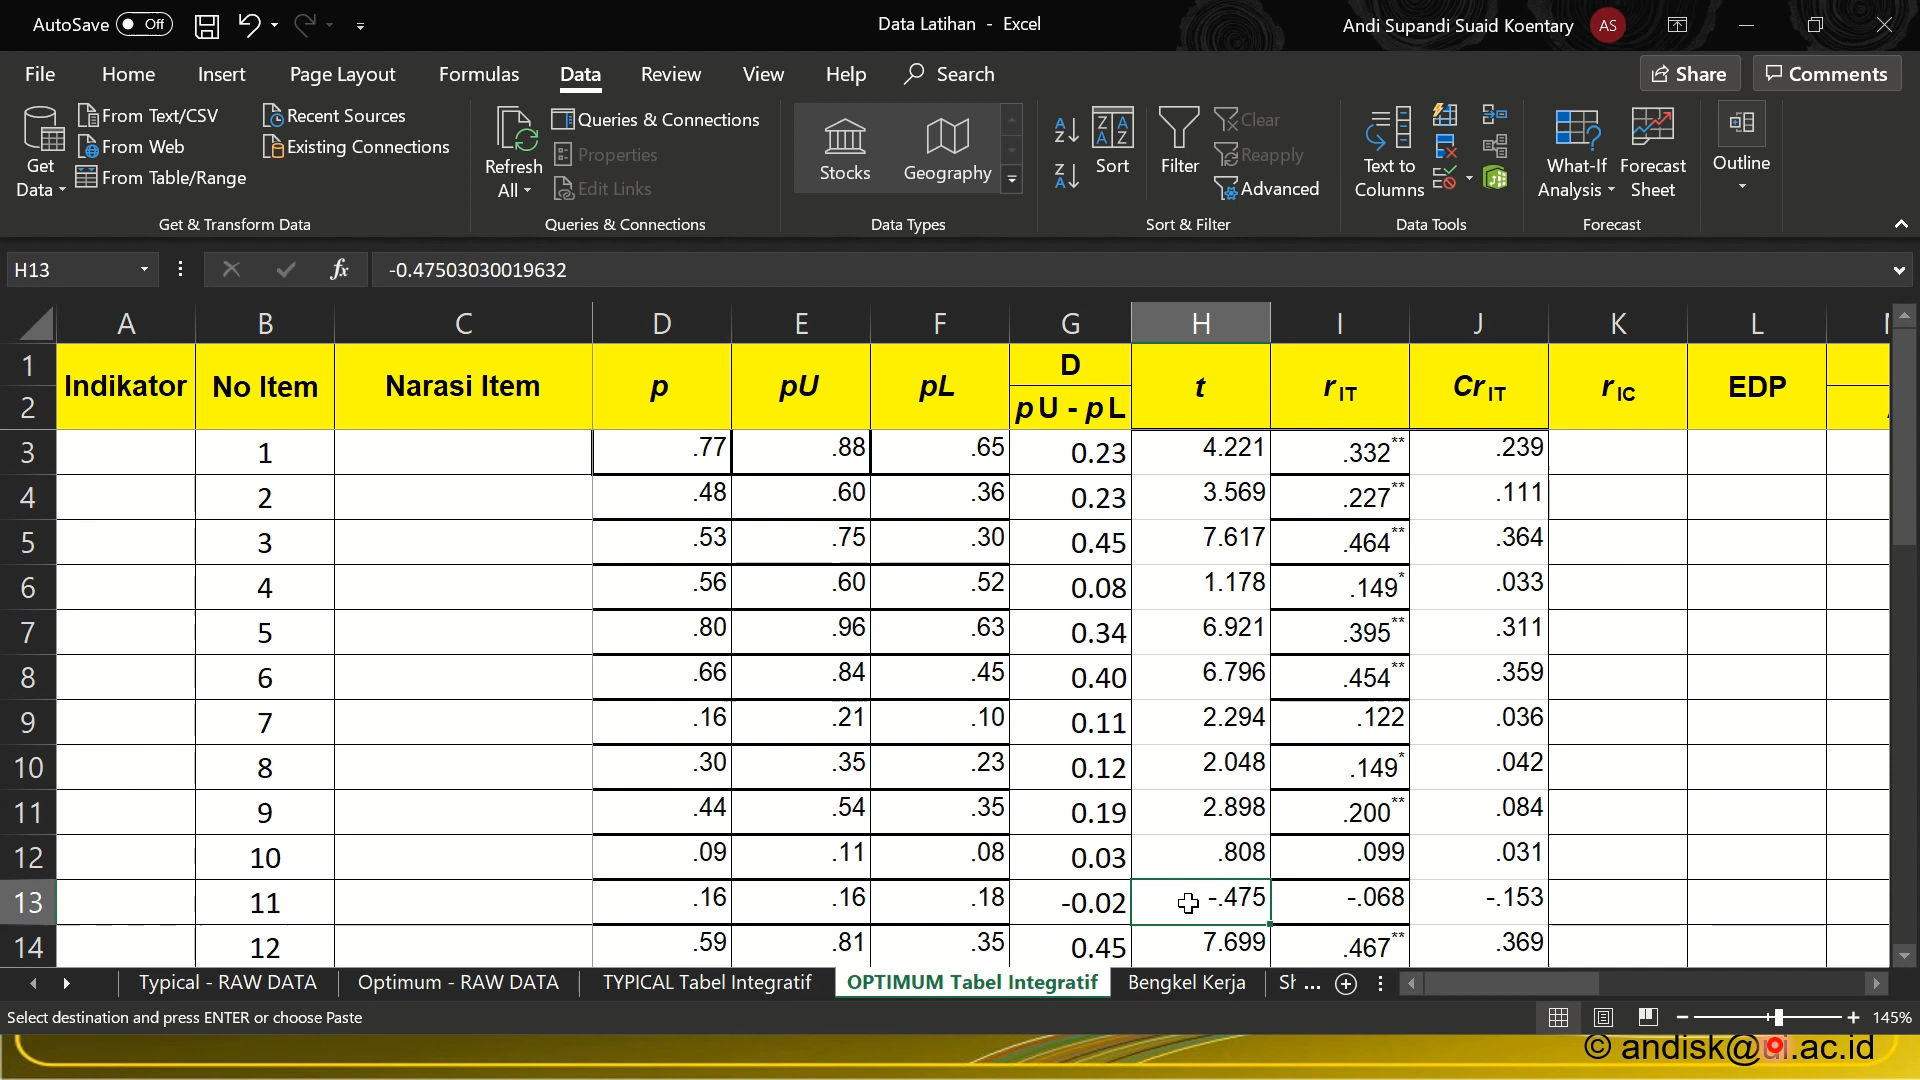 AutoSave Off Data Latihan - Excel Andi Supandi Suaid Koentary AS
File Home Insert Page Layout Formulas Data Review View Help Search Share Comments
Get Data
From Text/CSV
From Web
From Table/Range
Recent Sources
Existing Connections
Get & Transform Data
Refresh All
Queries & Connections
Properties
Edit Links
Queries & Connections
Stocks Geography
Data Types
Sort
Filter
Clear
Reapply
Advanced
Sort & Filter
Text to Columns
Data Tools
What-If Analysis
Forecast Sheet
Forecast
Outline
H13 fx -0.47503030019632
A B C D E F G H I J K L
1 Indikator No Item Narasi Item p pU pL D t rIT CrIT rIC EDP
2 pU - pL
3 1 .77 .88 .65 0.23 4.221 .332** .239
4 2 .48 .60 .36 0.23 3.569 .227** .111
5 3 .53 .75 .30 0.45 7.617 .464** .364
6 4 .56 .60 .52 0.08 1.178 .149* .033
7 5 .80 .96 .63 0.34 6.921 .395** .311
8 6 .66 .84 .45 0.40 6.796 .454** .359
9 7 .16 .21 .10 0.11 2.294 .122 .036
10 8 .30 .35 .23 0.12 2.048 .149* .042
11 9 .44 .54 .35 0.19 2.898 .200** .084
12 10 .09 .11 .08 0.03 .808 .099 .031
13 11 .16 .16 .18 -0.02 -.475 -.068 -.153
14 12 .59 .81 .35 0.45 7.699 .467** .369
Typical - RAW DATA Optimum - RAW DATA TYPICAL Tabel Integratif OPTIMUM Tabel Integratif Bengkel Kerja Sh ...
Select destination and press ENTER or choose Paste 145%
© andisk@ui.ac.id